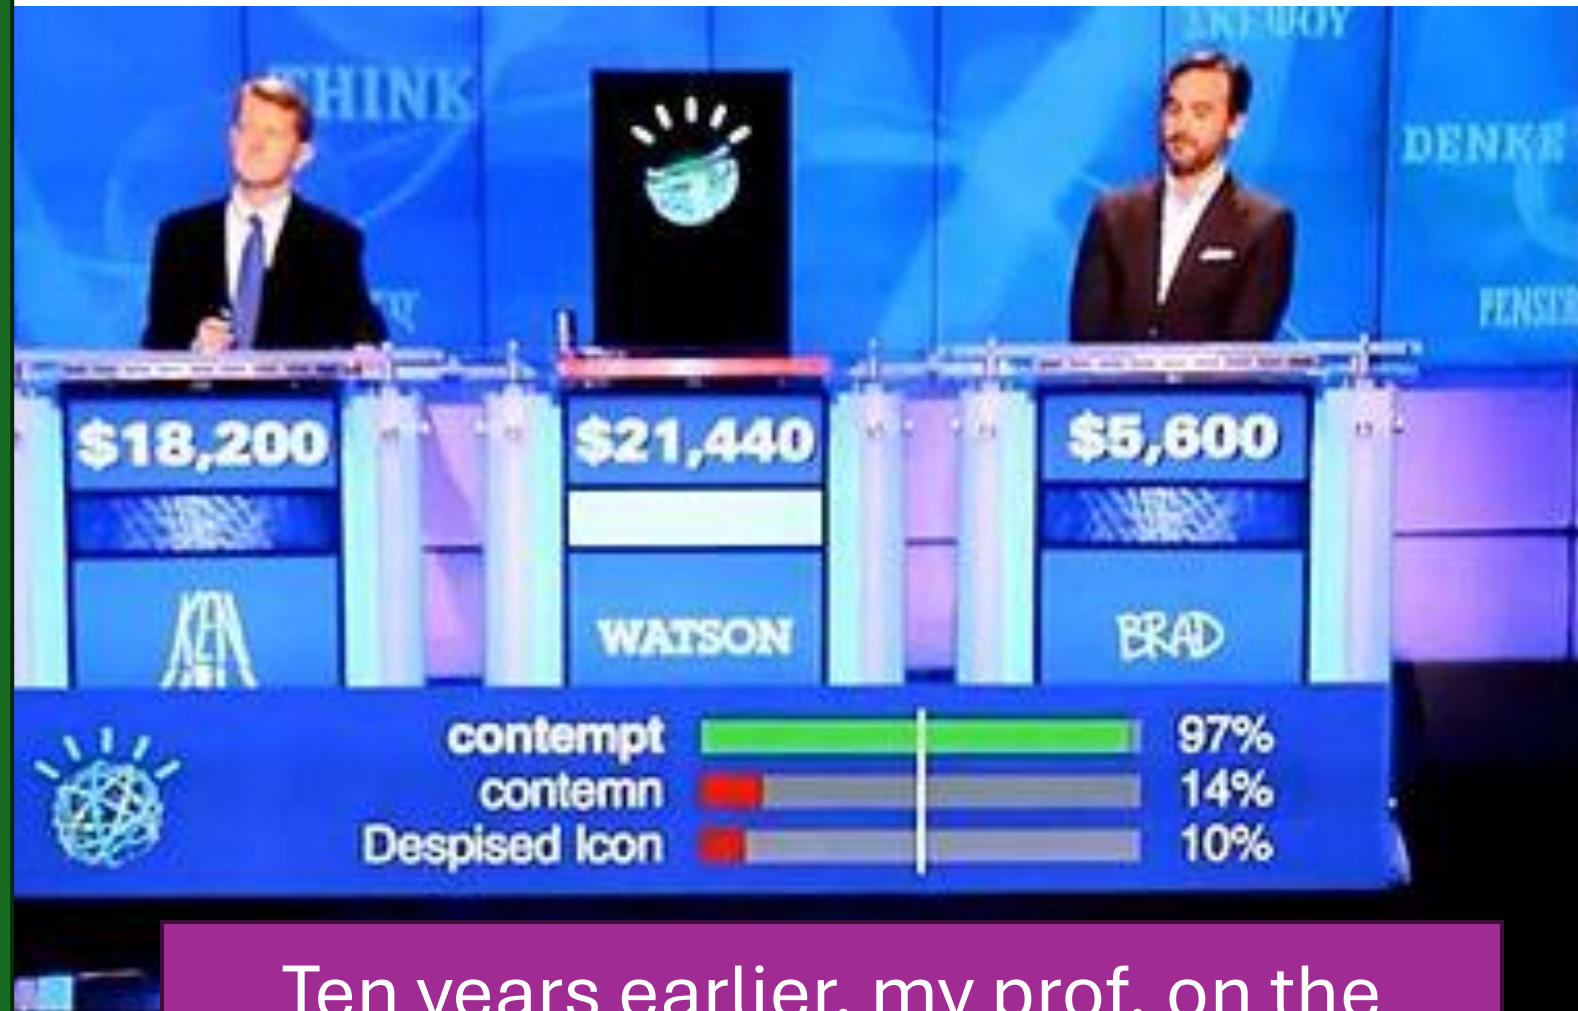 THINK
DENKE
$18,200
$21,440
$5,600
KEN
WATSON
BRAD
contempt 97%
contemn 14%
Despised Icon 10%
Ten years earlier, my prof. on the